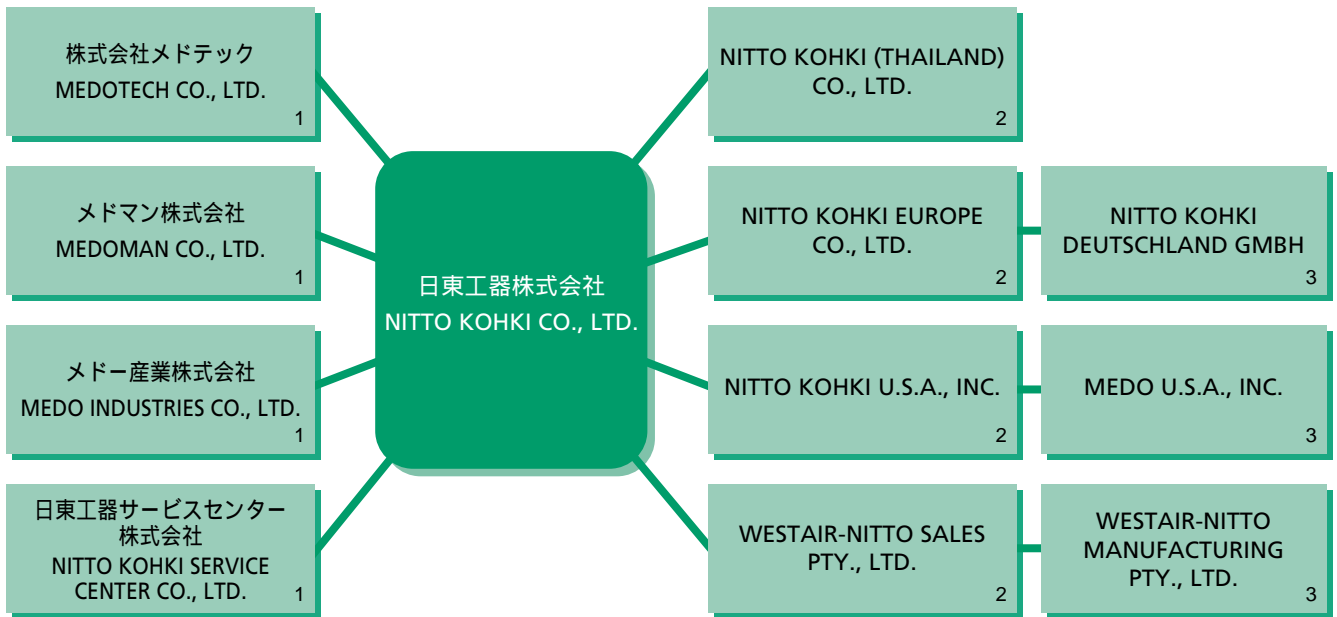 株式会社メドテック
MEDOTECH CO., LTD.
1
メドマン株式会社
MEDOMAN CO., LTD.
1
メドー産業株式会社
MEDO INDUSTRIES CO., LTD.
1
日東工器サービスセンター
株式会社
NITTO KOHKI SERVICE
CENTER CO., LTD.
1
日東工器株式会社
NITTO KOHKI CO., LTD.
NITTO KOHKI (THAILAND)
CO., LTD.
2
NITTO KOHKI EUROPE
CO., LTD.
2
NITTO KOHKI
DEUTSCHLAND GMBH
3
NITTO KOHKI U.S.A., INC.
2
MEDO U.S.A., INC.
3
WESTAIR-NITTO SALES
PTY., LTD.
2
WESTAIR-NITTO
MANUFACTURING
PTY., LTD.
3